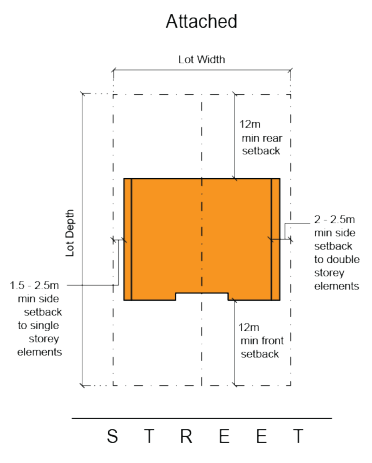 Attached
Lot Width
12m
min rear
setback
Lot Depth
2 - 2.5m
min side
setback
to double
storey
elements
1.5 - 2.5m
min side
setback
to single
storey
elements
12m
min front
setback
S T R E E T